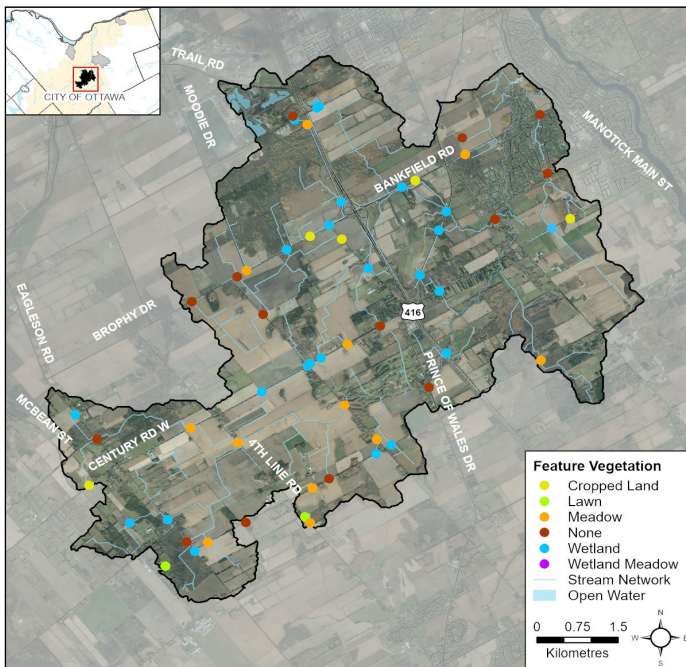 CITY OF OTTAWA
TRAIL RD
MOODIE DR
MANOTICK MAIN ST
BANKFIELD RD
EAGLESON RD
BROPHY DR
416
PRINCE OF WALES DR
MCBEAN ST
CENTURY RD W
4TH LINE RD
Feature Vegetation
Cropped Land
Lawn
Meadow
None
Wetland
Wetland Meadow
Stream Network
Open Water
0 0.75 1.5
Kilometres
N
W E
S